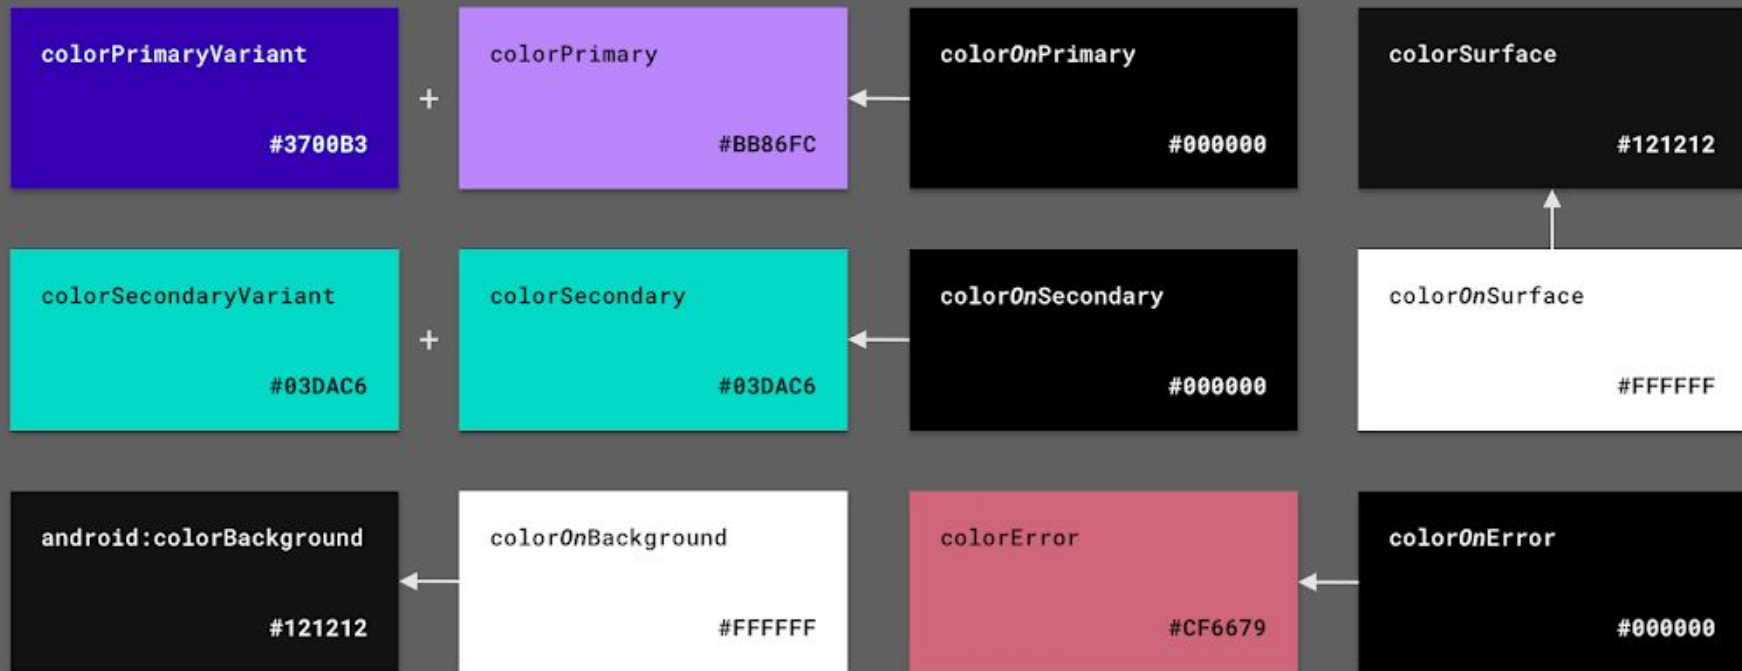 colorPrimaryVariant
#3700B3
+
colorPrimary
#BB86FC
colorOnPrimary
#000000
colorSurface
#121212
colorSecondaryVariant
#03DAC6
+
colorSecondary
#03DAC6
colorOnSecondary
#000000
colorOnSurface
#FFFFFF
android:colorBackground
#121212
colorOnBackground
#FFFFFF
colorError
#CF6679
colorOnError
#000000